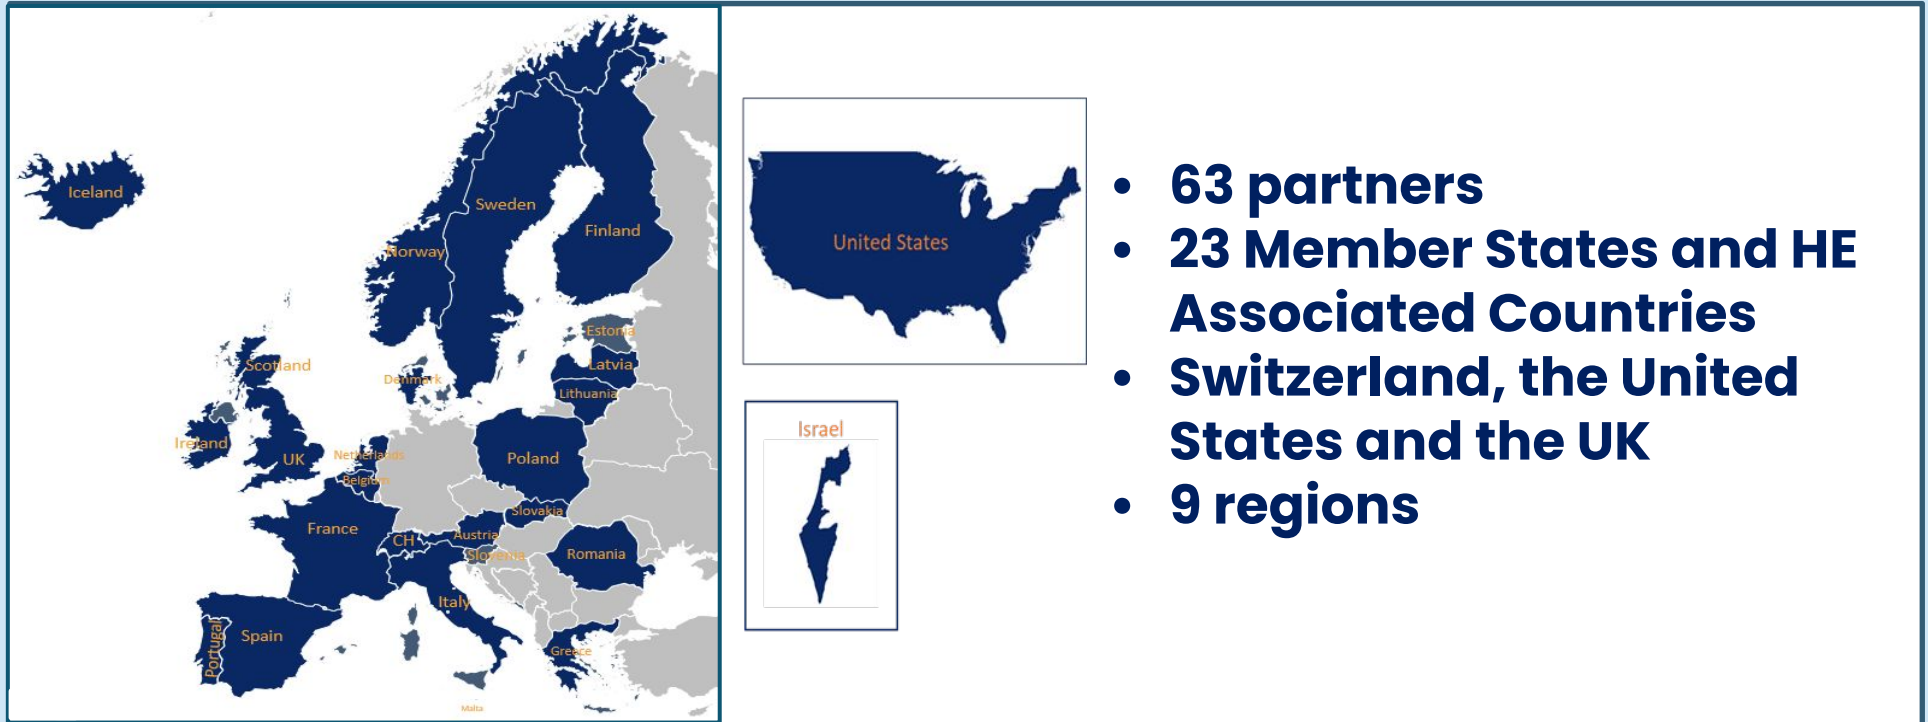 Iceland
Sweden
Finland
Norway
Estonia
Scotland
Latvia
Denmark
Lithuania
Ireland
UK
Netherlands
Poland
Belgium
Slovakia
France
CH
Austria
Slovenia
Romania
Italy
Portugal
Spain
Greece
Malta
United States
Israel
• 63 partners
• 23 Member States and HE
Associated Countries
• Switzerland, the United
States and the UK
• 9 regions